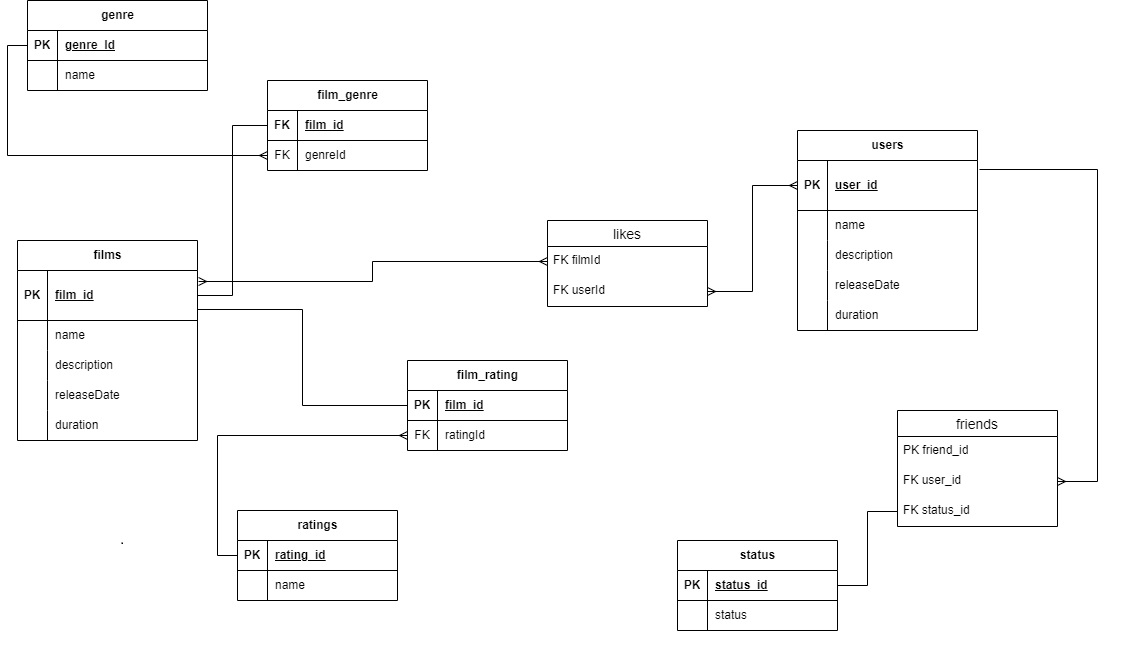 genre
PK genre_Id
name
film_genre
FK film_id
FK genreId
users
PK user_id
name
description
releaseDate
duration
likes
FK filmId
FK userId
films
PK film_id
name
description
releaseDate
duration
film_rating
PK film_id
FK ratingId
friends
PK friend_id
FK user_id
FK status_id
ratings
PK rating_id
name
status
PK status_id
status